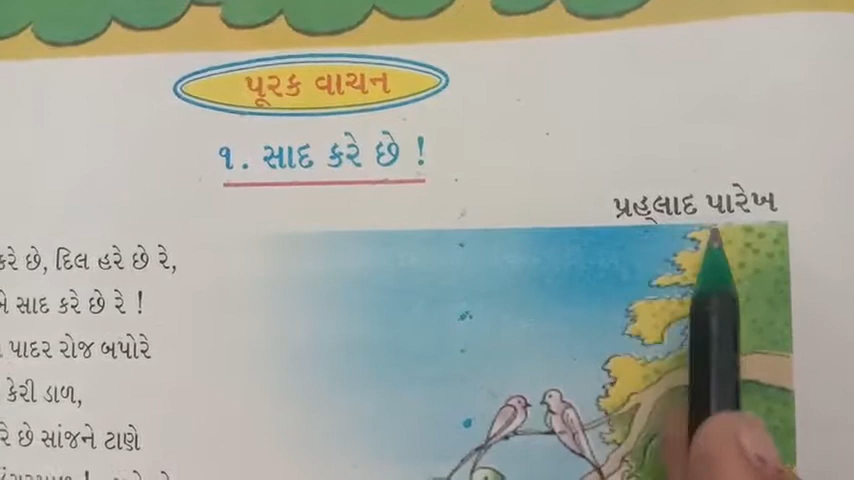 પૂરક વાચન
૧. સાદ કરે છે !
પ્રહ્લાદ પારેખ
કરે છે, દિલ હરે છે રે,
સાદ કરે છે રે !
પાદર રોજ બપોરે
કેરી ડાળ,
છે સાંજને ટાણે